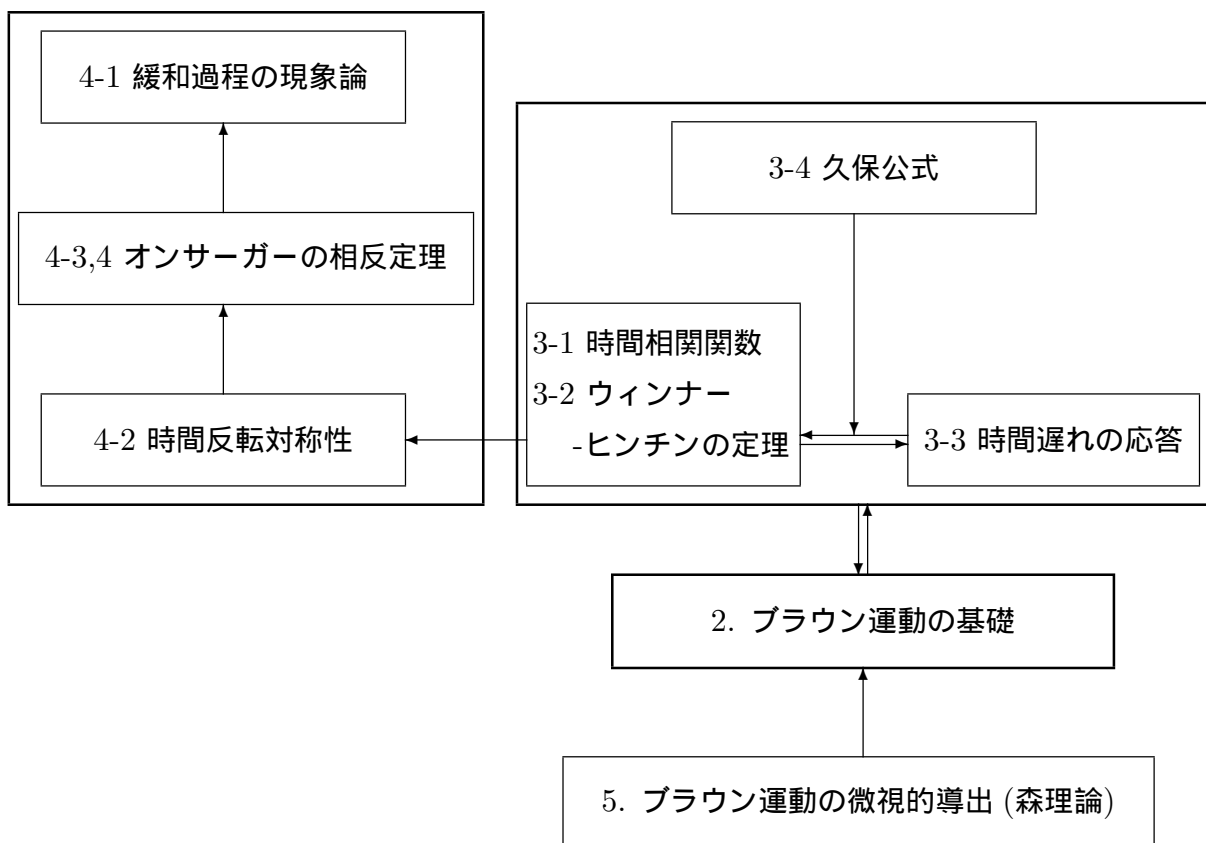 4-1 緩和過程の現象論
3-4 久保公式
4-3,4 オンサーガーの相反定理
3-1 時間相関関数
3-2 ウィンナー
-ヒンチンの定理
4-2 時間反転対称性
3-3 時間遅れの応答
2. ブラウン運動の基礎
5. ブラウン運動の微視的導出 (森理論)